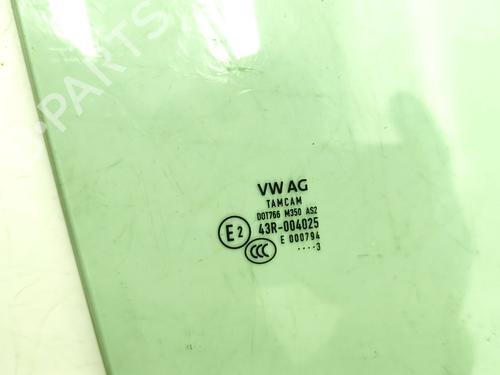 VW AG
TAMCAM
DOT766 M350 AS2
E2 43R-004025
E 000794
CCC ....3
B-PARTS